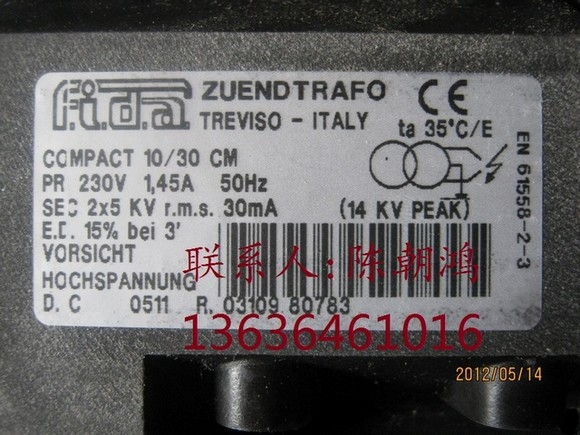 F.i.d.a ZUENDTRAFO CE
TREVISO - ITALY ta 35°C/E
COMPACT 10/30 CM
PR 230V 1,45A 50Hz
SEC 2x5 KV r.m.s. 30mA (14 KV PEAK)
E.D. 15% bei 3'
VORSICHT
HOCHSPANNUNG
D. C 0511 R. 03109 80783
EN 61558-2-3
联系人:陈朝鸿
13636461016
2012/05/14